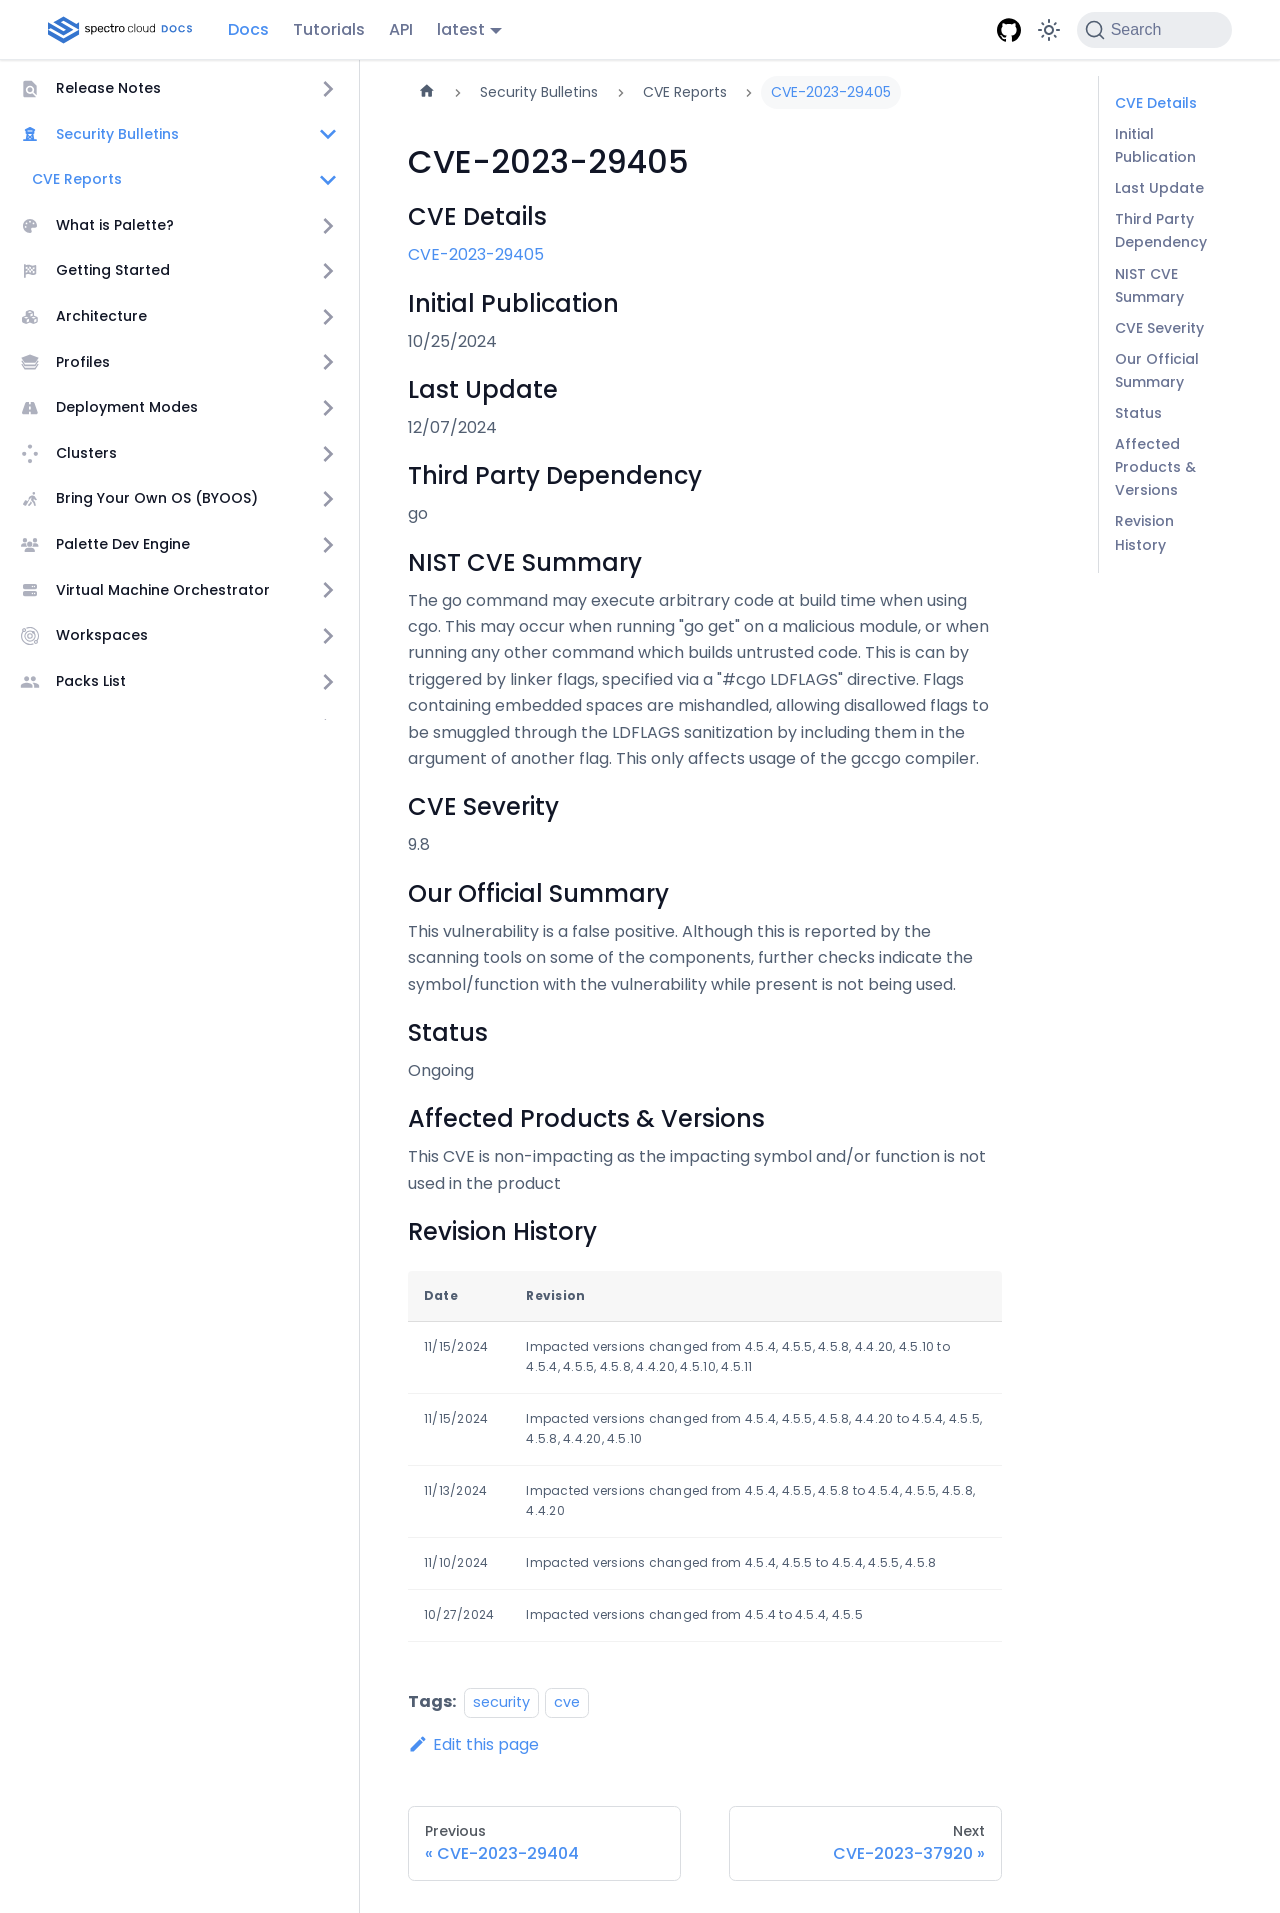 spectro cloud DOCS
Docs
Tutorials
API
latest
Search
Release Notes
Security Bulletins
CVE Reports
What is Palette?
Getting Started
Architecture
Profiles
Deployment Modes
Clusters
Bring Your Own OS (BYOOS)
Palette Dev Engine
Virtual Machine Orchestrator
Workspaces
Packs List
Security Bulletins
CVE Reports
CVE-2023-29405
CVE-2023-29405
CVE Details
CVE-2023-29405
Initial Publication
10/25/2024
Last Update
12/07/2024
Third Party Dependency
go
NIST CVE Summary
The go command may execute arbitrary code at build time when using
cgo. This may occur when running "go get" on a malicious module, or when
running any other command which builds untrusted code. This is can by
triggered by linker flags, specified via a "#cgo LDFLAGS" directive. Flags
containing embedded spaces are mishandled, allowing disallowed flags to
be smuggled through the LDFLAGS sanitization by including them in the
argument of another flag. This only affects usage of the gccgo compiler.
CVE Severity
9.8
Our Official Summary
This vulnerability is a false positive. Although this is reported by the
scanning tools on some of the components, further checks indicate the
symbol/function with the vulnerability while present is not being used.
Status
Ongoing
Affected Products & Versions
This CVE is non-impacting as the impacting symbol and/or function is not
used in the product
Revision History
Date Revision
11/15/2024 Impacted versions changed from 4.5.4, 4.5.5, 4.5.8, 4.4.20, 4.5.10 to
4.5.4, 4.5.5, 4.5.8, 4.4.20, 4.5.10, 4.5.11
11/15/2024 Impacted versions changed from 4.5.4, 4.5.5, 4.5.8, 4.4.20 to 4.5.4, 4.5.5,
4.5.8, 4.4.20, 4.5.10
11/13/2024 Impacted versions changed from 4.5.4, 4.5.5, 4.5.8 to 4.5.4, 4.5.5, 4.5.8,
4.4.20
11/10/2024 Impacted versions changed from 4.5.4, 4.5.5 to 4.5.4, 4.5.5, 4.5.8
10/27/2024 Impacted versions changed from 4.5.4 to 4.5.4, 4.5.5
Tags: security cve
Edit this page
Previous
« CVE-2023-29404
Next
CVE-2023-37920 »
CVE Details
Initial
Publication
Last Update
Third Party
Dependency
NIST CVE
Summary
CVE Severity
Our Official
Summary
Status
Affected
Products &
Versions
Revision
History